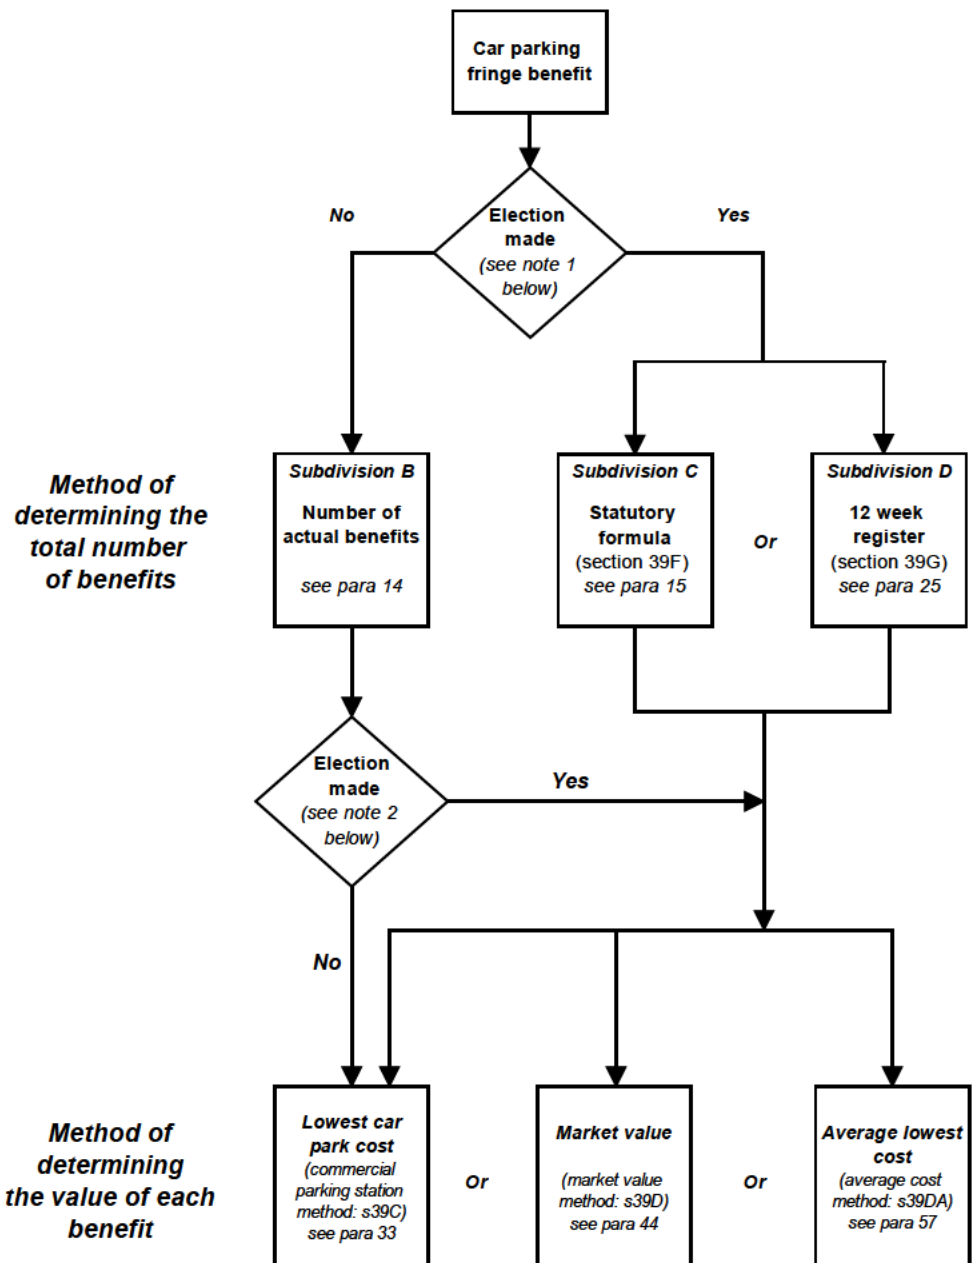 Car parking
fringe benefit
No
Election
made
(see note 1
below)
Yes
Method of
determining the
total number
of benefits
Subdivision B
Number of
actual benefits
see para 14
Subdivision C
Statutory
formula
(section 39F)
see para 15
Or
Subdivision D
12 week
register
(section 39G)
see para 25
Election
made
(see note 2
below)
Yes
No
Method of
determining
the value of each
benefit
Lowest car
park cost
(commercial
parking station
method: s39C)
see para 33
Or
Market value
(market value
method: s39D)
see para 44
Or
Average lowest
cost
(average cost
method: s39DA)
see para 57